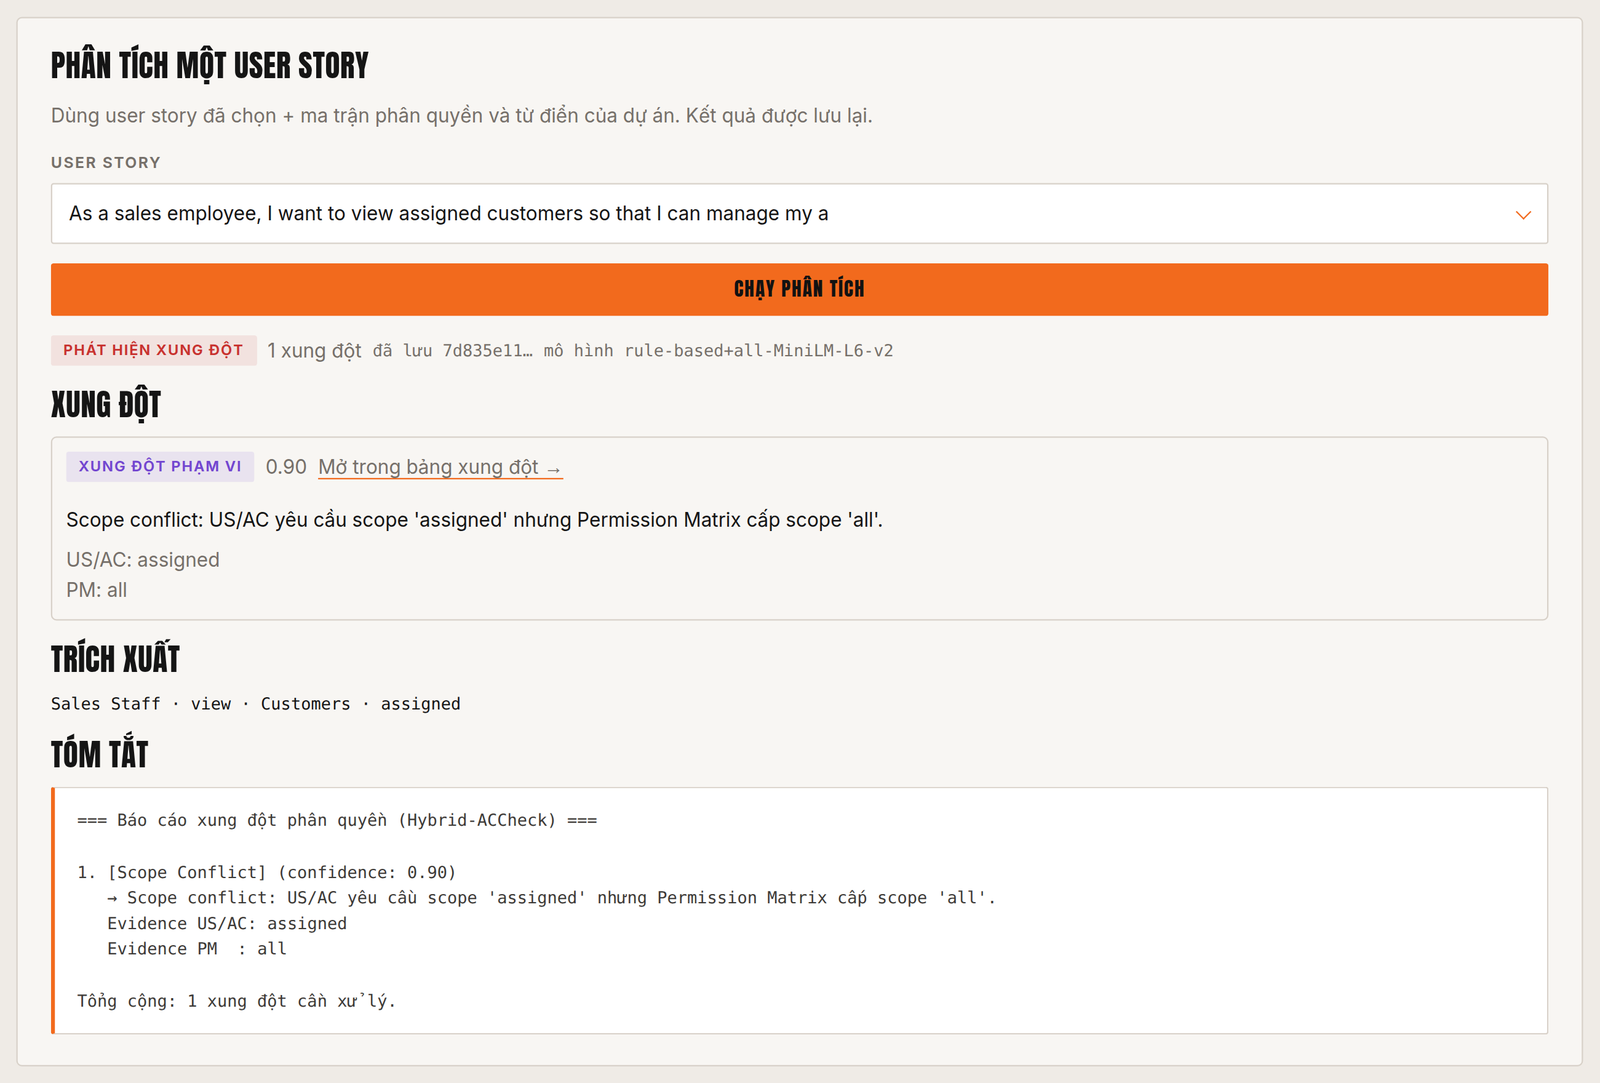 PHÂN TÍCH MỘT USER STORY
Dùng user story đã chọn + ma trận phân quyền và từ điển của dự án. Kết quả được lưu lại.
USER STORY
As a sales employee, I want to view assigned customers so that I can manage my a
CHẠY PHÂN TÍCH
PHÁT HIỆN XUNG ĐỘT 1 xung đột đã lưu 7d835e11… mô hình rule-based+all-MiniLM-L6-v2
XUNG ĐỘT
XUNG ĐỘT PHẠM VI 0.90 Mở trong bảng xung đột →
Scope conflict: US/AC yêu cầu scope 'assigned' nhưng Permission Matrix cấp scope 'all'.
US/AC: assigned
PM: all
TRÍCH XUẤT
Sales Staff · view · Customers · assigned
TÓM TẮT
=== Báo cáo xung đột phân quyền (Hybrid-ACCheck) ===
1. [Scope Conflict] (confidence: 0.90)
→ Scope conflict: US/AC yêu cầu scope 'assigned' nhưng Permission Matrix cấp scope 'all'.
Evidence US/AC: assigned
Evidence PM  : all
Tổng cộng: 1 xung đột cần xử lý.